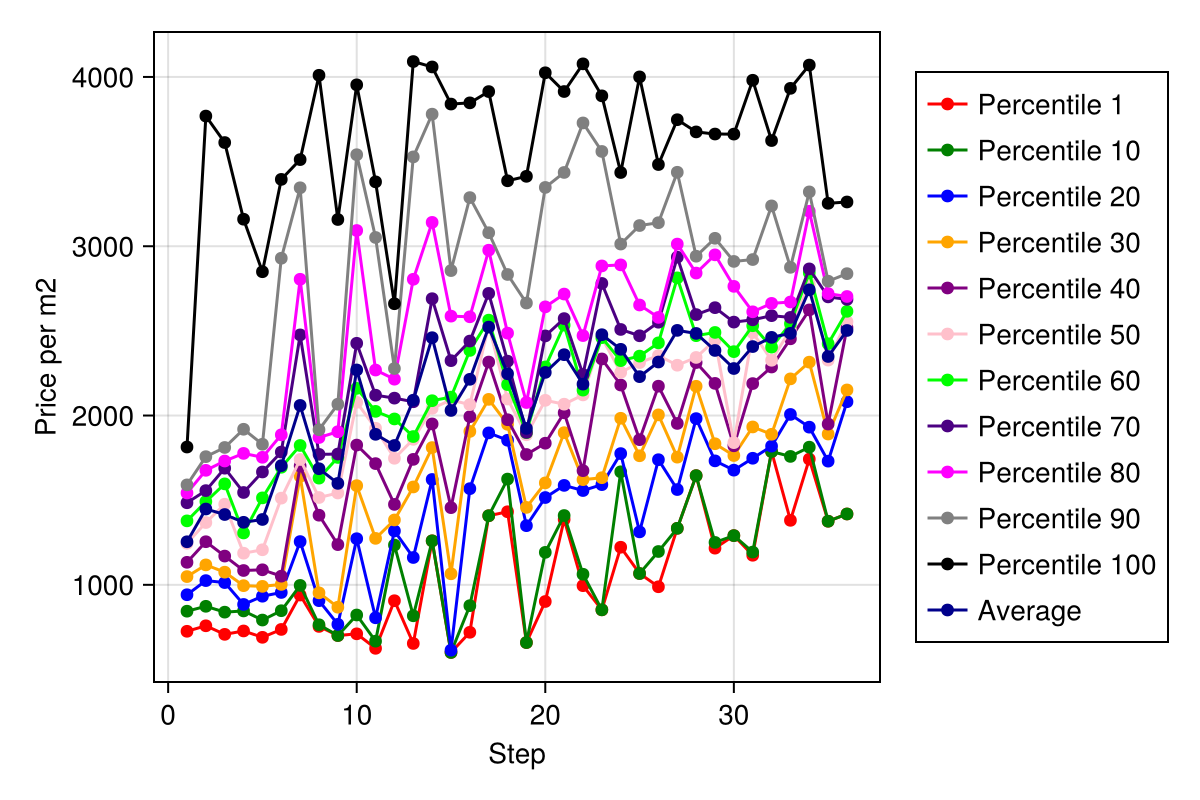 4000
3000
2000
1000
Price per m2
0 10 20 30
Step
Percentile 1
Percentile 10
Percentile 20
Percentile 30
Percentile 40
Percentile 50
Percentile 60
Percentile 70
Percentile 80
Percentile 90
Percentile 100
Average